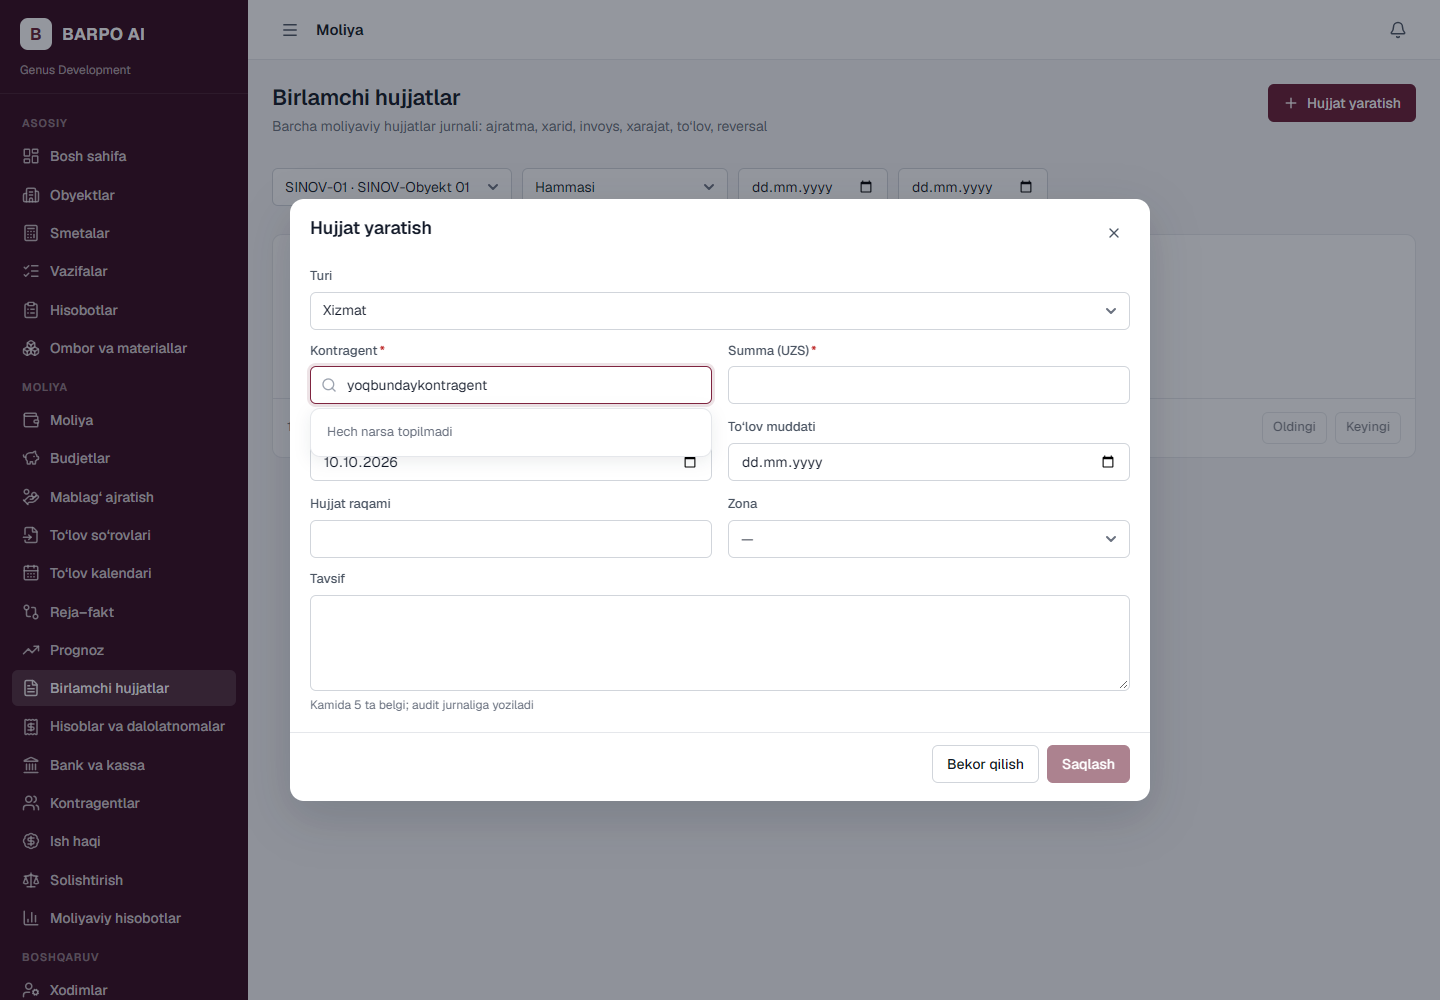 B BARPO AI
Genus Development
ASOSIY
Bosh sahifa
Obyektlar
Smetalar
Vazifalar
Hisobotlar
Ombor va materiallar
MOLIYA
Moliya
Budjetlar
Mablag‘ ajratish
To‘lov so‘rovlari
To‘lov kalendari
Reja–fakt
Prognoz
Birlamchi hujjatlar
Hisoblar va dalolatnomalar
Bank va kassa
Kontragentlar
Ish haqi
Solishtirish
Moliyaviy hisobotlar
BOSHQARUV
Xodimlar
Moliya
Birlamchi hujjatlar
Barcha moliyaviy hujjatlar jurnali: ajratma, xarid, invoys, xarajat, to‘lov, reversal
Hujjat yaratish
SINOV-01 · SINOV-Obyekt 01
Hammasi
dd.mm.yyyy
dd.mm.yyyy
Oldingi
Keyingi
Hujjat yaratish
Turi
Xizmat
Kontragent *
yoqbundaykontragent
Hech narsa topilmadi
Summa (UZS) *
10.10.2026
To‘lov muddati
dd.mm.yyyy
Hujjat raqami
Zona
—
Tavsif
Kamida 5 ta belgi; audit jurnaliga yoziladi
Bekor qilish
Saqlash